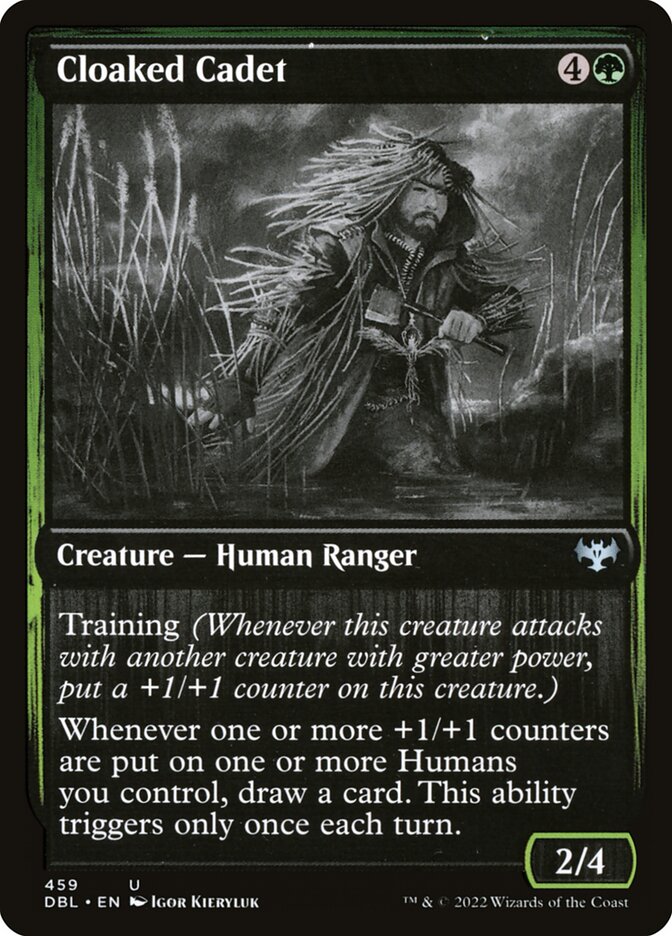 Cloaked Cadet 4
Creature — Human Ranger
Training (Whenever this creature attacks
with another creature with greater power,
put a +1/+1 counter on this creature.)
Whenever one or more +1/+1 counters
are put on one or more Humans
you control, draw a card. This ability
triggers only once each turn.
2/4
459 U
DBL • EN Igor Kieryluk ™ & © 2022 Wizards of the Coast